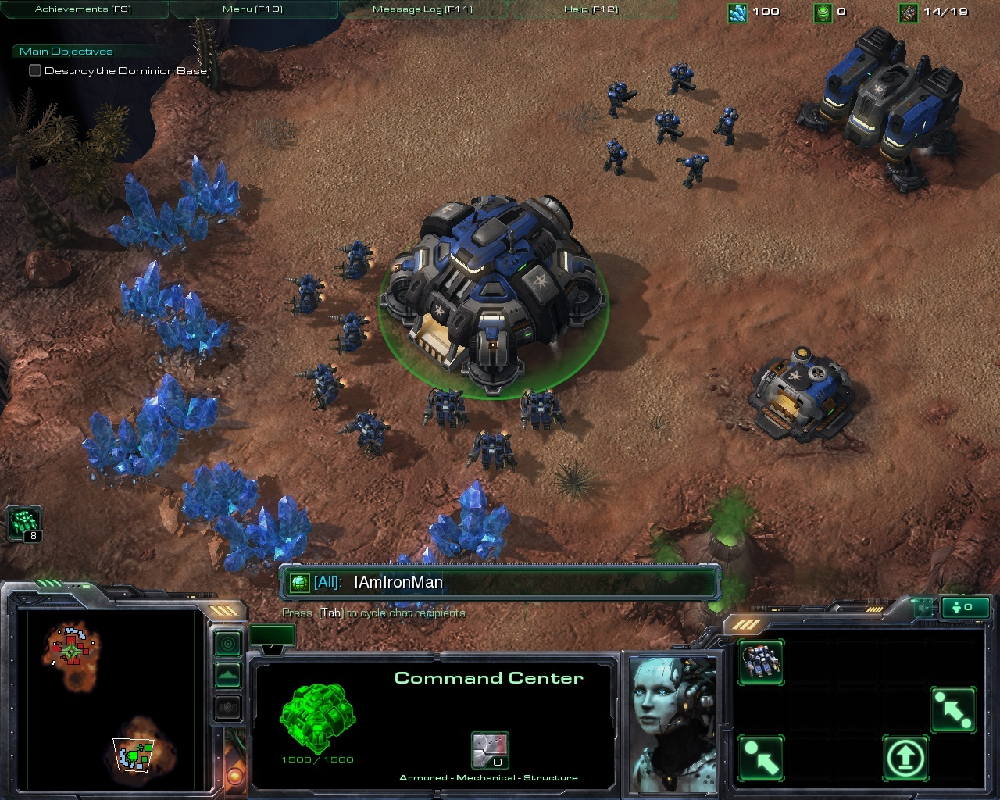 Achievements (F9)
Menu (F10)
Message Log (F11)
Help (F12)
100
0
14/19
Main Objectives
Destroy the Dominion Base
8
[All]: IAmIronMan
Press [Tab] to cycle chat recipients
0
1
Command Center
1500/1500
0
Armored - Mechanical - Structure